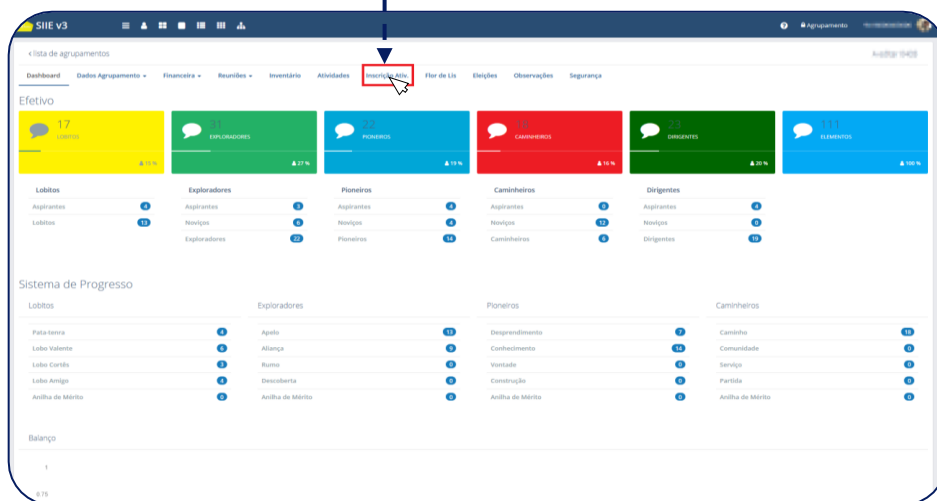 SIIE v3
Agrupamento
‹ lista de agrupamentos
Dashboard Dados Agrupamento Financeira Reuniões Inventário Atividades Inscrição Ativ. Flor de Lis Eleições Observações Segurança
Efetivo
17 31 22 18 23 111
LOBITOS EXPLORADORES PIONEIROS CAMINHEIROS DIRIGENTES ELEMENTOS
15 % 27 % 19 % 16 % 20 % 100 %
Lobitos Exploradores Pioneiros Caminheiros Dirigentes
Aspirantes 4 Aspirantes 3 Aspirantes 4 Aspirantes 0 Aspirantes 4
Lobitos 13 Noviços 6 Noviços 4 Noviços 12 Noviços 0
Exploradores 22 Pioneiros 14 Caminheiros 6 Dirigentes 19
Sistema de Progresso
Lobitos Exploradores Pioneiros Caminheiros
Pata-tenra 4 Apelo 13 Desprendimento 7 Caminho 18
Lobo Valente 6 Aliança 9 Conhecimento 14 Comunidade 0
Lobo Cortês 3 Rumo 0 Vontade 0 Serviço 0
Lobo Amigo 4 Descoberta 0 Construção 0 Partida 0
Anilha de Mérito 0 Anilha de Mérito 0 Anilha de Mérito 0 Anilha de Mérito 0
Balanço
1
0.75